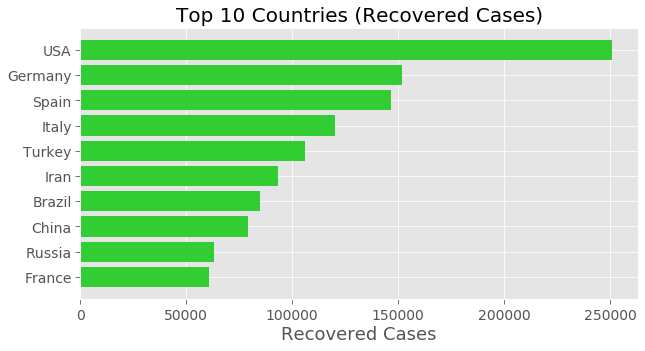 Top 10 Countries (Recovered Cases)
USA
Germany
Spain
Italy
Turkey
Iran
Brazil
China
Russia
France
0 50000 100000 150000 200000 250000
Recovered Cases